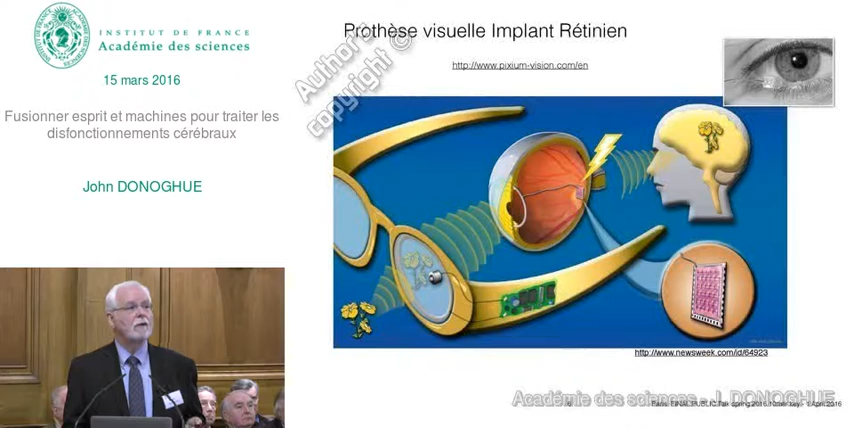 INSTITUT DE FRANCE
Académie des sciences
15 mars 2016
Fusionner esprit et machines pour traiter les
disfonctionnements cérébraux
John DONOGHUE
Prothèse visuelle Implant Rétinien
http://www.pixium-vision.com/en
Authors
copyright ©
http://www.newsweek.com/id/64923
Académie des sciences - J. DONOGHUE